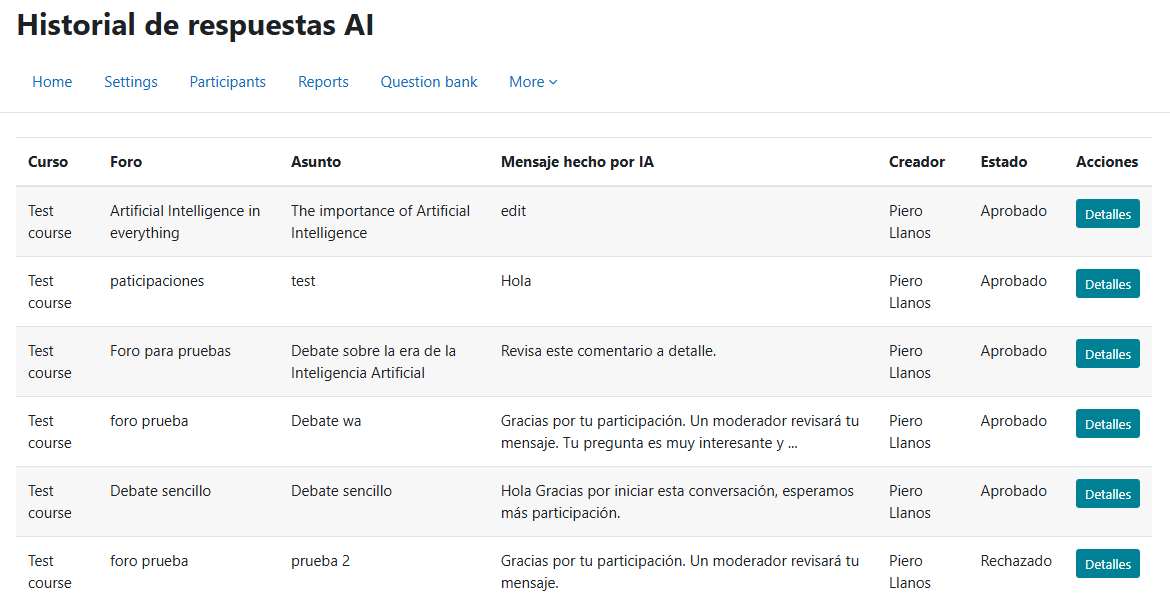 Historial de respuestas AI
Home Settings Participants Reports Question bank More
Curso Foro Asunto Mensaje hecho por IA Creador Estado Acciones
Test Artificial Intelligence in The importance of Artificial edit Piero Aprobado Detalles
course everything Intelligence Llanos
Test paticipaciones test Hola Piero Aprobado Detalles
course Llanos
Test Foro para pruebas Debate sobre la era de la Revisa este comentario a detalle. Piero Aprobado Detalles
course Inteligencia Artificial Llanos
Test foro prueba Debate wa Gracias por tu participación. Un moderador revisará tu Piero Aprobado Detalles
course mensaje. Tu pregunta es muy interesante y ... Llanos
Test Debate sencillo Debate sencillo Hola Gracias por iniciar esta conversación, esperamos Piero Aprobado Detalles
course más participación. Llanos
Test foro prueba prueba 2 Gracias por tu participación. Un moderador revisará tu Piero Rechazado Detalles
course mensaje. Llanos